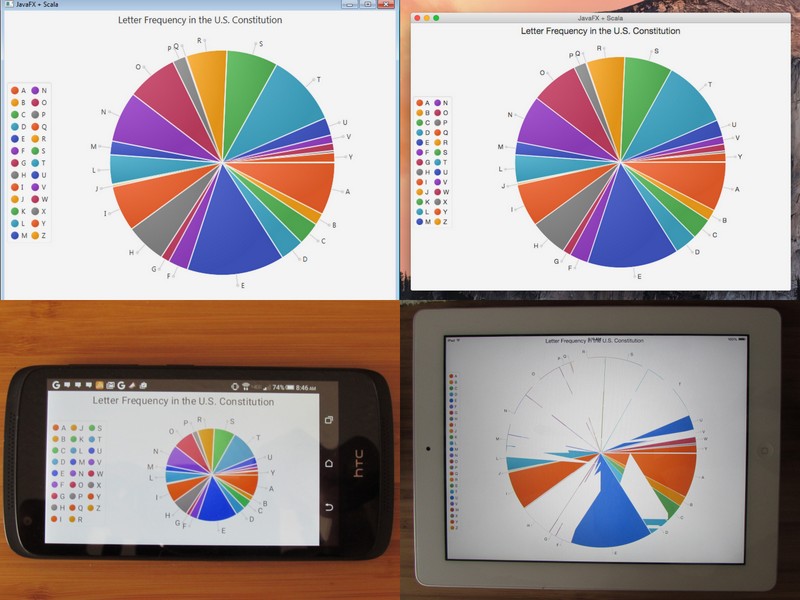 JavaFX + Scala
Letter Frequency in the U.S. Constitution
A N
B O
C P
D Q
E R
F S
G T
H U
I V
J W
K X
L Y
M Z
P Q R S
O T
N U
M V
L Y
J A
I B
H C
G F D
E
JavaFX + Scala
Letter Frequency in the U.S. Constitution
A N
B O
C P
D Q
E R
F S
G T
H U
I V
J W
K X
L Y
M Z
P Q R S
O T
N U
M V
L Y
J A
I B
H C
G F D
E
74% 8:46 AM
Letter Frequency in the U.S. Constitution
A J S
B K T
C L U
D M V
E N W
F O X
G P Y
H Q Z
I R
P R S
O T
N U
M Y
L A
I B
H C
G F D
E
hTC
Letter Frequency in the U.S. Constitution